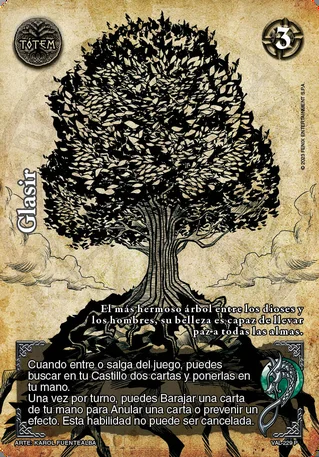 TÓTEM
3
© 2023 FENIX ENTERTAINMENT S.P.A
Glasir
El más hermoso árbol entre los dioses y
los hombres, su belleza es capaz de llevar
paz a todas las almas.
Cuando entre o salga del juego, puedes
buscar en tu Castillo dos cartas y ponerlas en
tu mano.
Una vez por turno, puedes Barajar una carta
de tu mano para Anular una carta o prevenir un
efecto. Esta habilidad no puede ser cancelada.
ARTE: KAROL FUENTEALBA